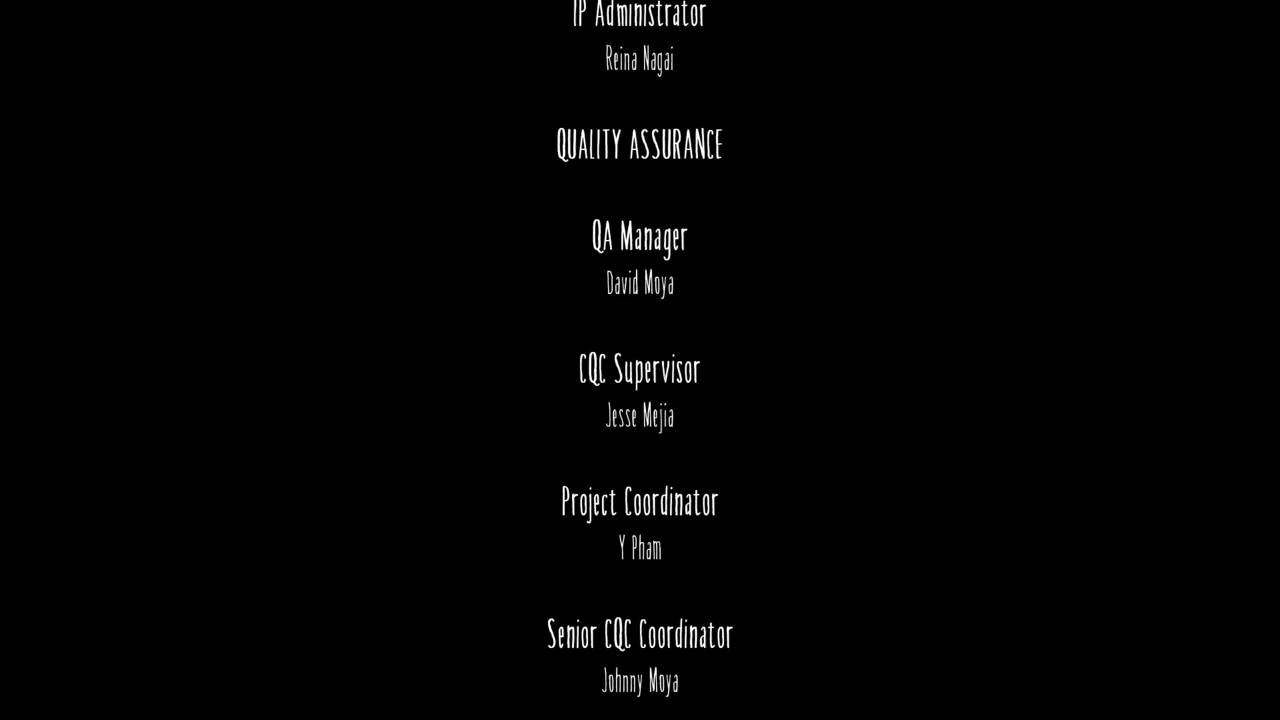 IP Administrator
Reina Nagai
QUALITY ASSURANCE
QA Manager
David Moya
CQC Supervisor
Jesse Mejia
Project Coordinator
Y Pham
Senior CQC Coordinator
Johnny Moya